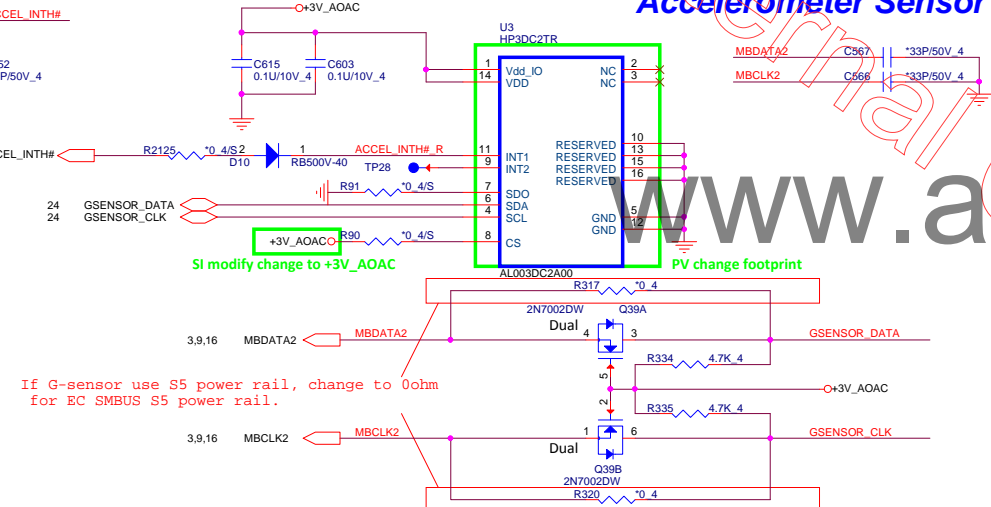 Accelerometer Sensor
CCEL_INTH#
+3V_AOAC
U3
HP3DC2TR
52
P/50V_4
C615
0.1U/10V_4
C603
0.1U/10V_4
MBDATA2
C567
*33P/50V_4
MBCLK2
C566
*33P/50V_4
ernal
1
Vdd_IO
14
VDD
NC
2
NC
3
CEL_INTH#
R2125
*0_4/S
2
D10
1
RB500V-40
ACCEL_INTH#_R
11
INT1
TP28
9
INT2
RESERVED
10
RESERVED
13
RESERVED
15
RESERVED
16
R91
*0_4/S
7
SDO
24
GSENSOR_DATA
6
SDA
24
GSENSOR_CLK
4
SCL
GND
5
GND
12
www.a
+3V_AOAC
R90
*0_4/S
8
CS
SI modify change to +3V_AOAC
PV change footprint
AL003DC2A00
R317
*0_4
2N7002DW
Q39A
Dual
4
3
3,9,16
MBDATA2
MBDATA2
GSENSOR_DATA
5
R334
4.7K_4
If G-sensor use S5 power rail, change to 0ohm
for EC SMBUS S5 power rail.
+3V_AOAC
2
R335
4.7K_4
3,9,16
MBCLK2
MBCLK2
1
6
GSENSOR_CLK
Dual
Q39B
2N7002DW
R320
*0_4